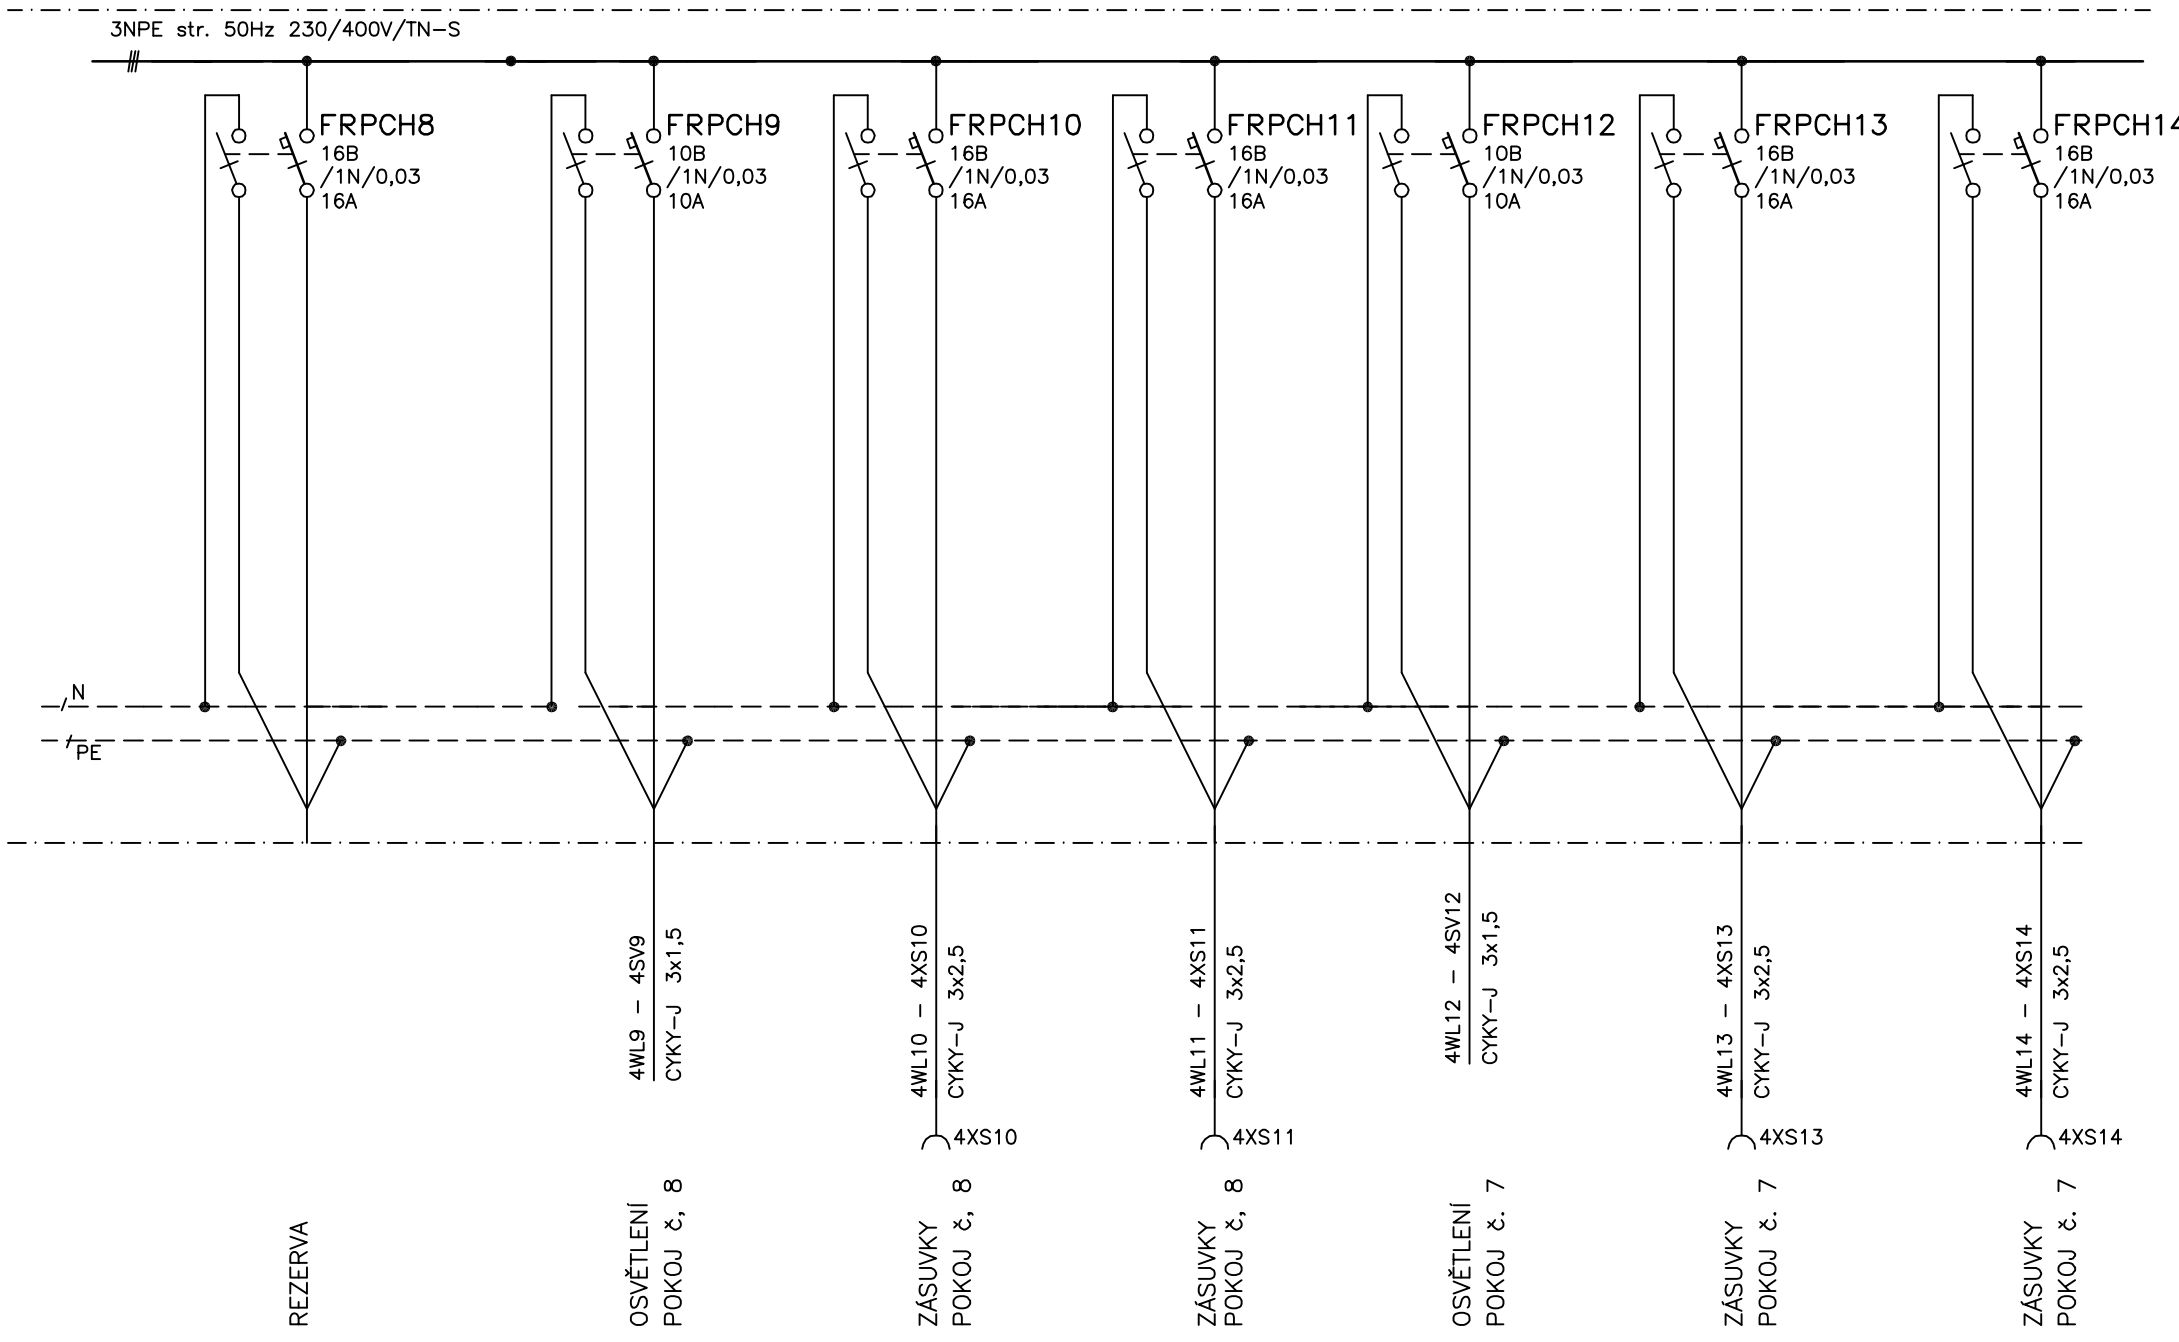 3NPE str. 50Hz 230/400V/TN-S
FRPCH8
16B
/1N/0,03
16A
FRPCH9
10B
/1N/0,03
10A
FRPCH10
16B
/1N/0,03
16A
FRPCH11
16B
/1N/0,03
16A
FRPCH12
10B
/1N/0,03
10A
FRPCH13
16B
/1N/0,03
16A
FRPCH14
16B
/1N/0,03
16A
N
PE
4WL9 - 4SV9
CYKY-J 3x1,5
4WL10 - 4XS10
CYKY-J 3x2,5
4WL11 - 4XS11
CYKY-J 3x2,5
4WL12 - 4SV12
CYKY-J 3x1,5
4WL13 - 4XS13
CYKY-J 3x2,5
4WL14 - 4XS14
CYKY-J 3x2,5
4XS10
4XS11
4XS13
4XS14
REZERVA
OSVĚTLENÍ
POKOJ č, 8
ZÁSUVKY
POKOJ č, 8
ZÁSUVKY
POKOJ č, 8
OSVĚTLENÍ
POKOJ č. 7
ZÁSUVKY
POKOJ č. 7
ZÁSUVKY
POKOJ č. 7